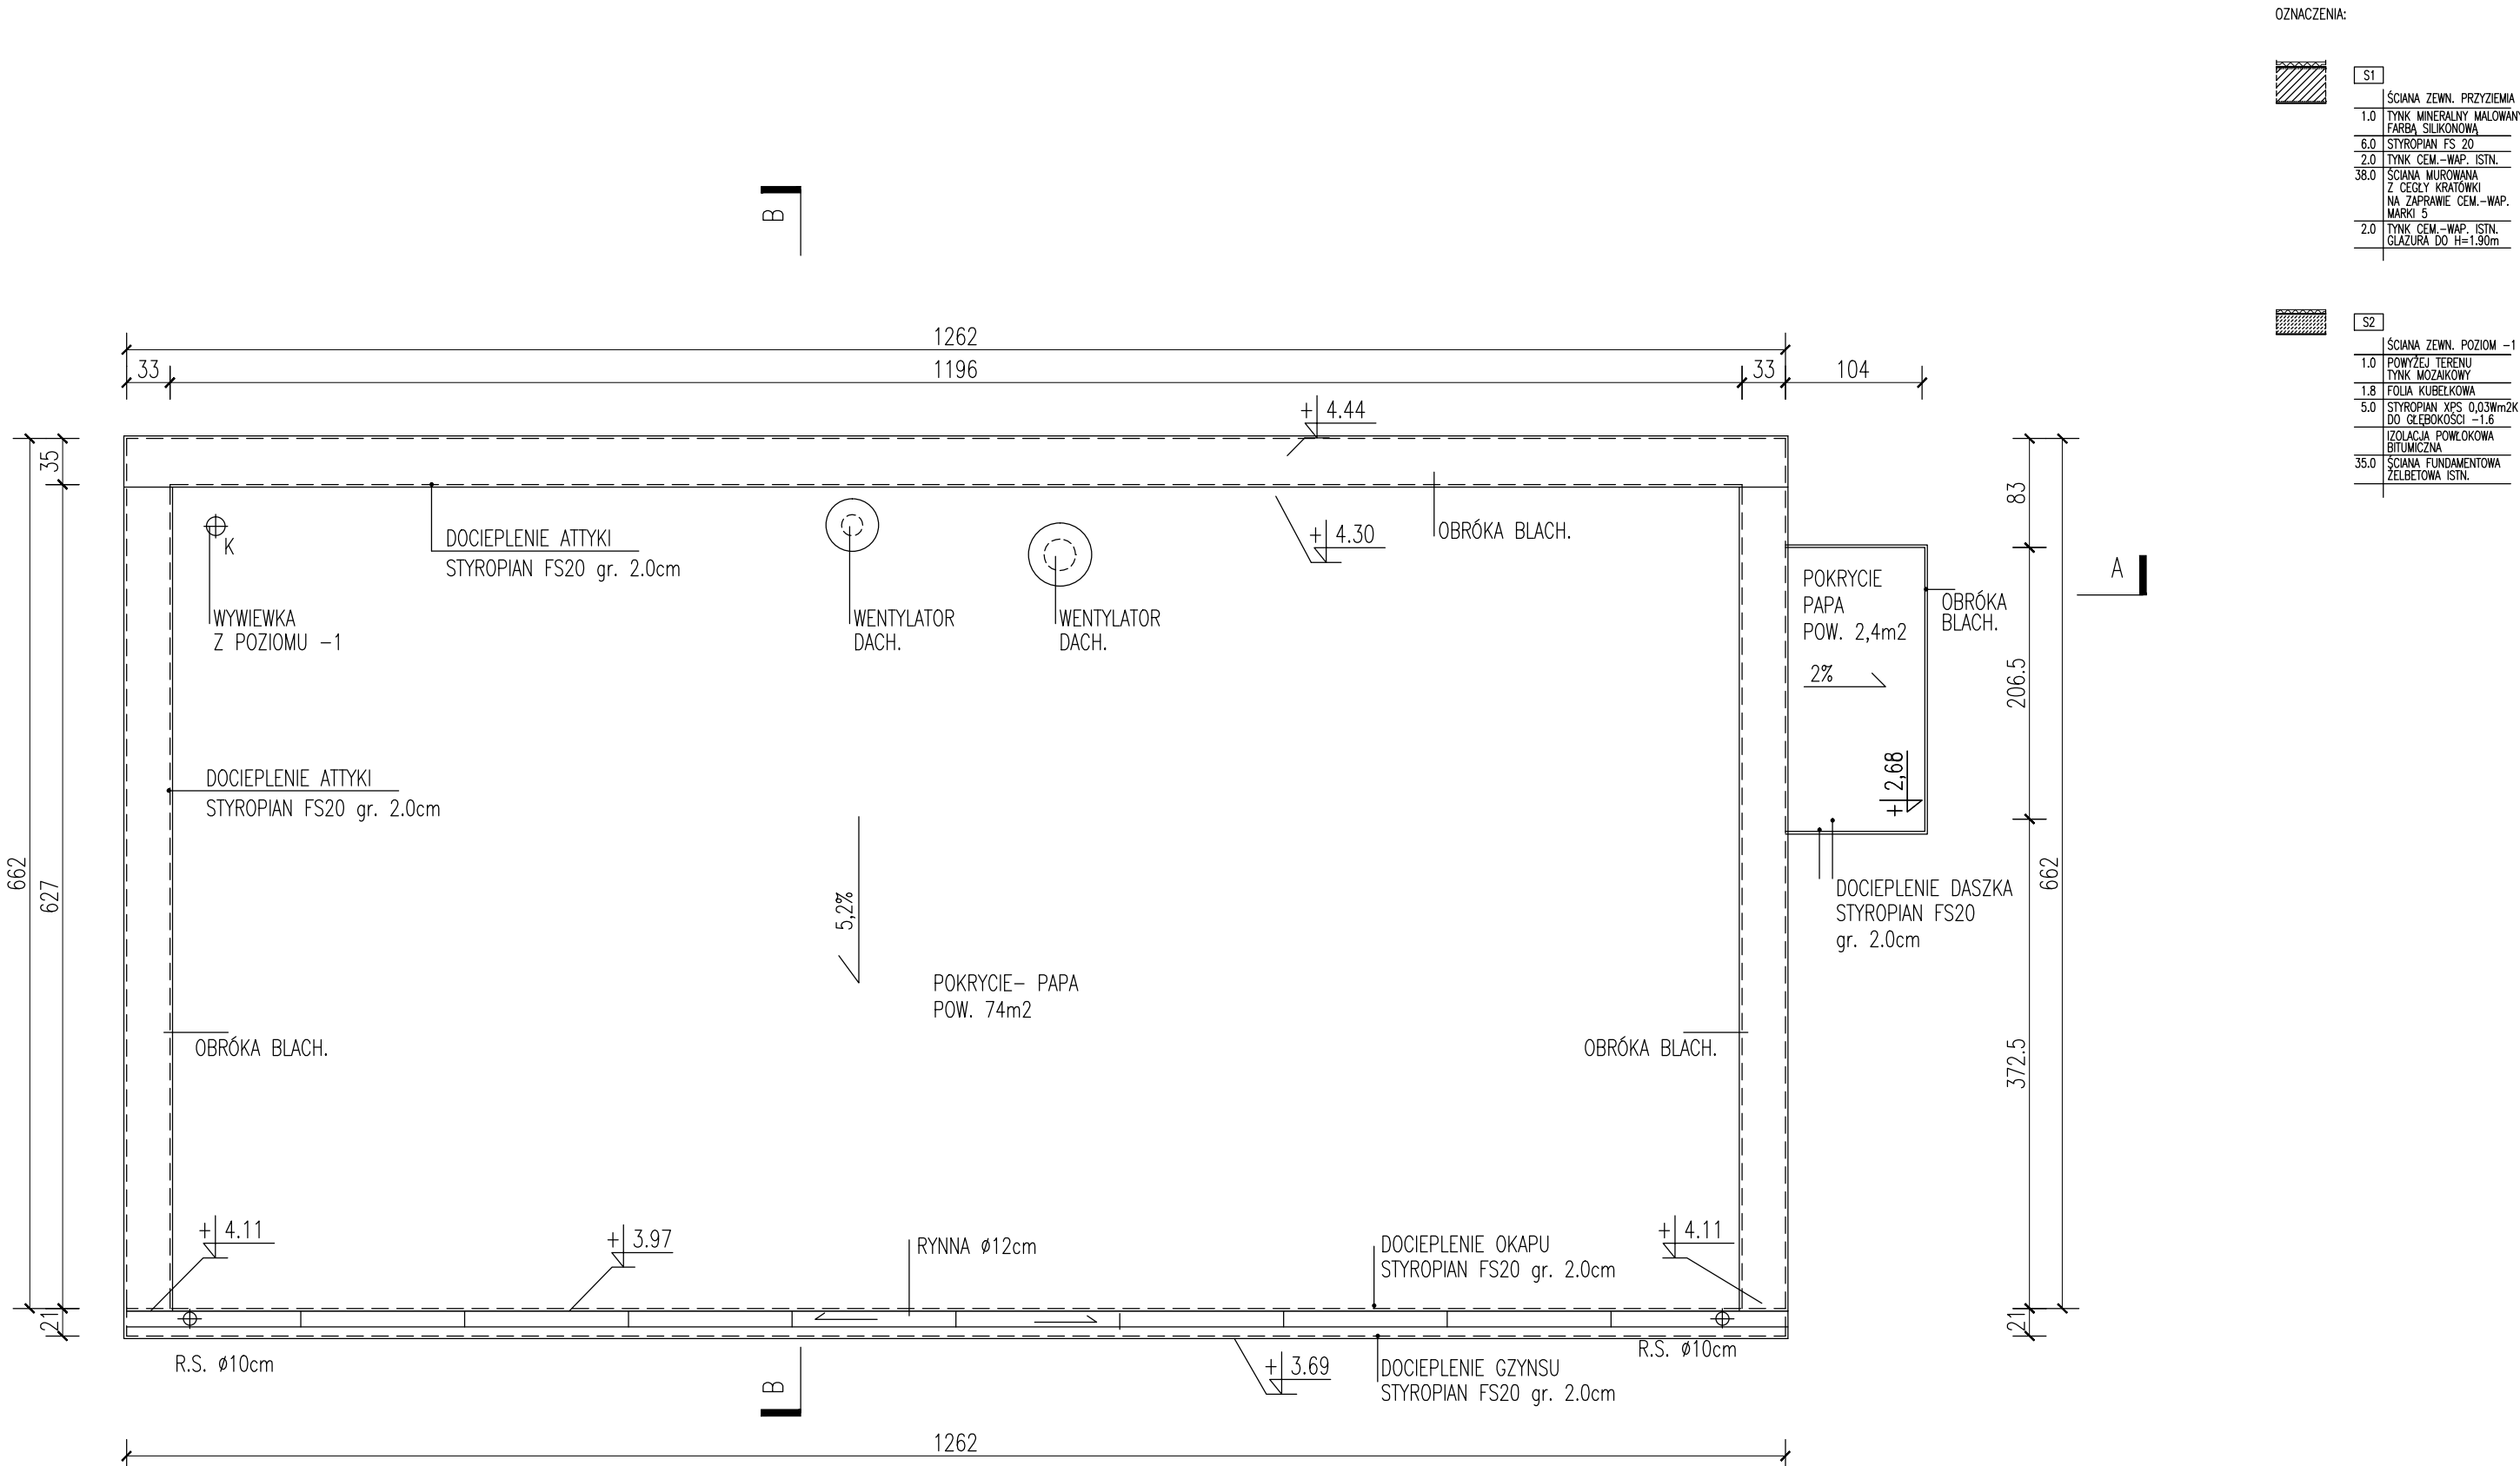 OZNACZENIA:
S1
ŚCIANA ZEWN. PRZYZIEMIA
1.0 TYNK MINERALNY MALOWANY
FARBĄ SILIKONOWĄ
6.0 STYROPIAN FS 20
2.0 TYNK CEM.-WAP. ISTN.
38.0 ŚCIANA MUROWANA
Z CEGŁY KRATÓWKI
NA ZAPRAWIE CEM.-WAP.
MARKI 5
2.0 TYNK CEM.-WAP. ISTN.
GLAZURA DO H=1.90m
S2
ŚCIANA ZEWN. POZIOM -1
1.0 POWYŻEJ TERENU
TYNK MOZAIKOWY
1.8 FOLIA KUBEŁKOWA
5.0 STYROPIAN XPS 0,03Wm2K
DO GŁĘBOKOŚCI -1.6
IZOLACJA POWŁOKOWA
BITUMICZNA
35.0 ŚCIANA FUNDAMENTOWA
ŻELBETOWA ISTN.
B
1262
33 1196 33 104
+ 4.44
35
83
K
DOCIEPLENIE ATTYKI
STYROPIAN FS20 gr. 2.0cm
+ 4.30
OBRÓKA BLACH.
A
WYWIEWKA
Z POZIOMU -1
WENTYLATOR
DACH.
WENTYLATOR
DACH.
POKRYCIE
PAPA
POW. 2,4m2
2%
OBRÓKA
BLACH.
206.5
+ 2,68
DOCIEPLENIE ATTYKI
STYROPIAN FS20 gr. 2.0cm
662
627
5,2%
662
DOCIEPLENIE DASZKA
STYROPIAN FS20
gr. 2.0cm
POKRYCIE- PAPA
POW. 74m2
OBRÓKA BLACH.
OBRÓKA BLACH.
372.5
+ 4.11
+ 3.97
RYNNA ø12cm
DOCIEPLENIE OKAPU
STYROPIAN FS20 gr. 2.0cm
+ 4.11
21
21
R.S. ø10cm
R.S. ø10cm
B
+ 3.69
DOCIEPLENIE GZYNSU
STYROPIAN FS20 gr. 2.0cm
1262